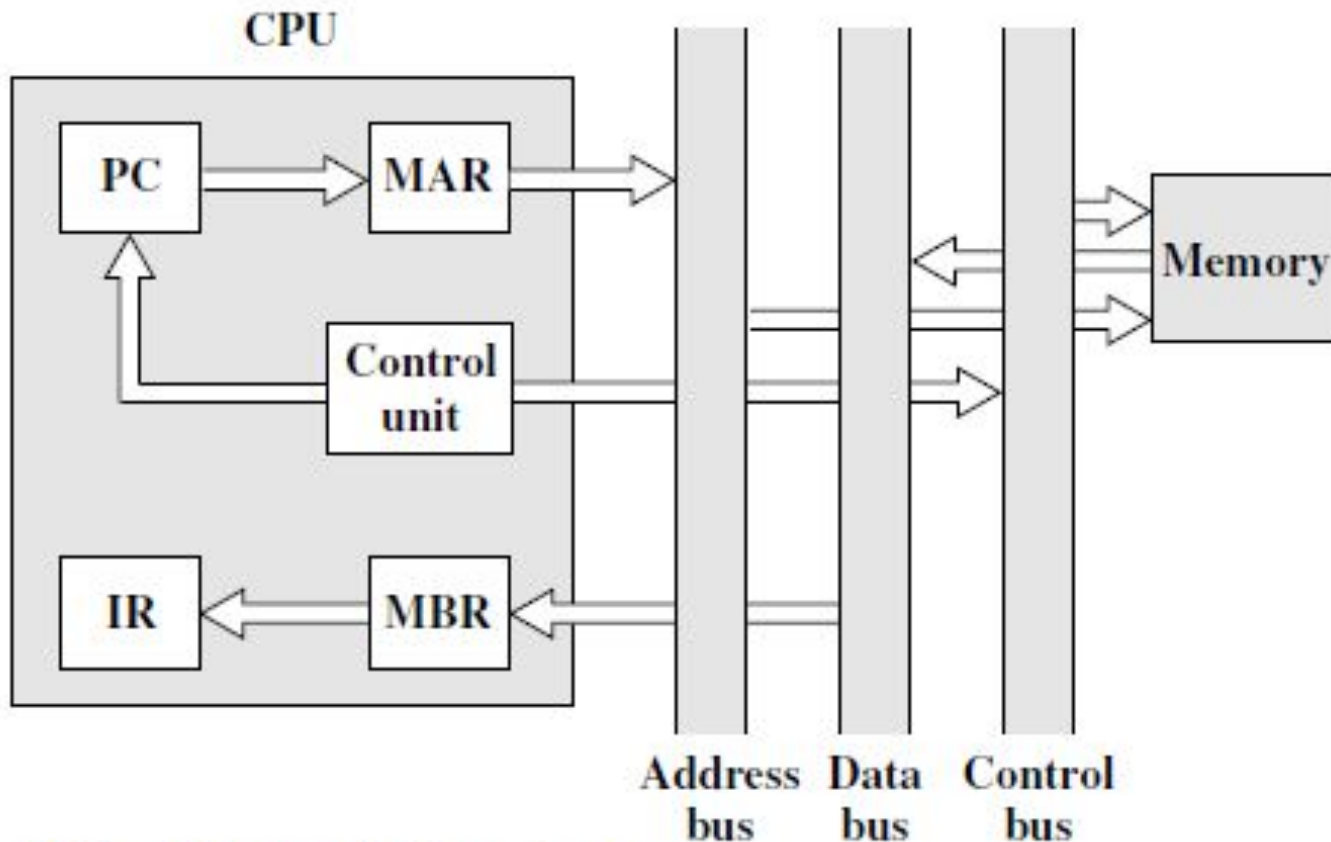 CPU
PC
MAR
Memory
Control
unit
IR
MBR
Address
bus
Data
bus
Control
bus